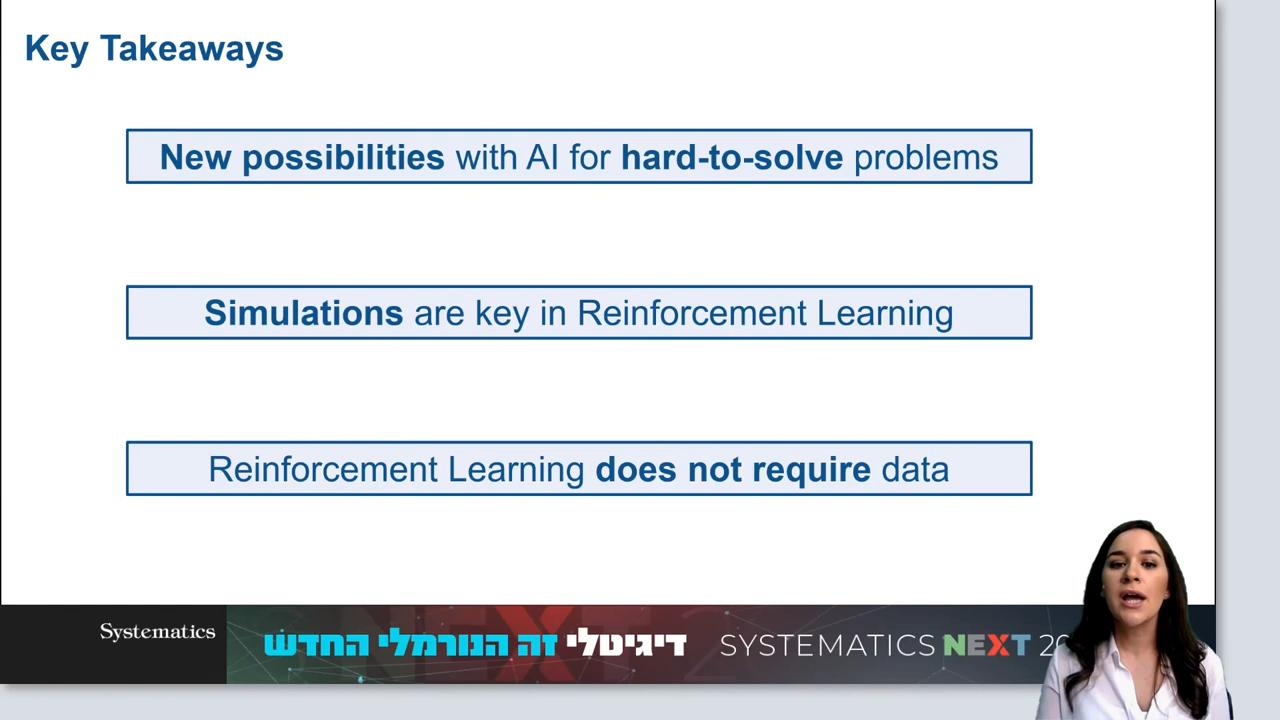 Key Takeaways
New possibilities with AI for hard-to-solve problems
Simulations are key in Reinforcement Learning
Reinforcement Learning does not require data
Systematics
דיגיטלי זה הנורמלי החדש
SYSTEMATICS NEXT